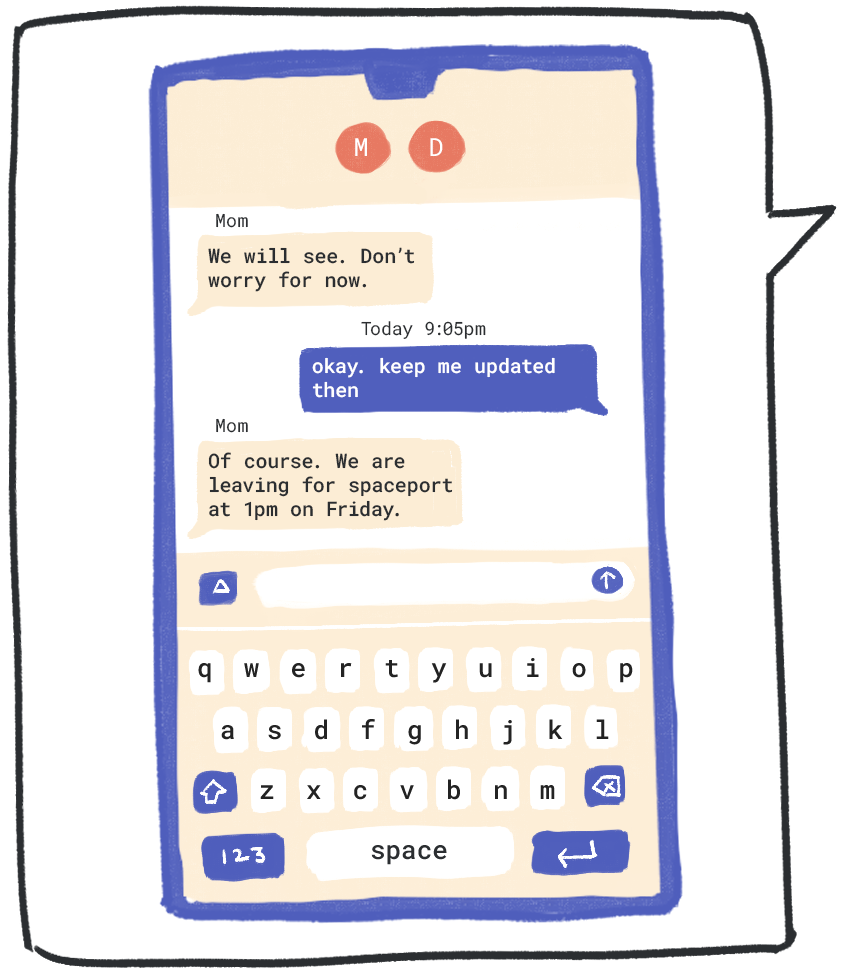 M D
Mom
We will see. Don’t
worry for now.
Today 9:05pm
okay. keep me updated
then
Mom
Of course. We are
leaving for spaceport
at 1pm on Friday.
q w e r t y u i o p
a s d f g h j k l
z x c v b n m
123 space